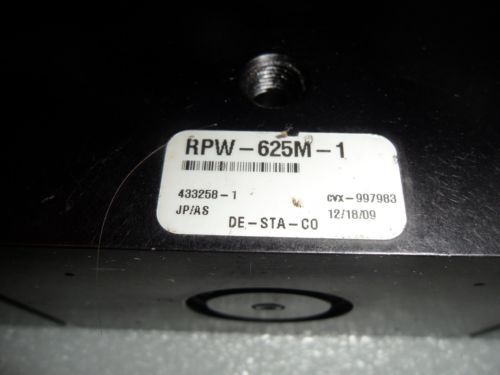 RPW-625M-1
433258-1 cvx-997983
JP/AS 12/18/09
DE-STA-CO